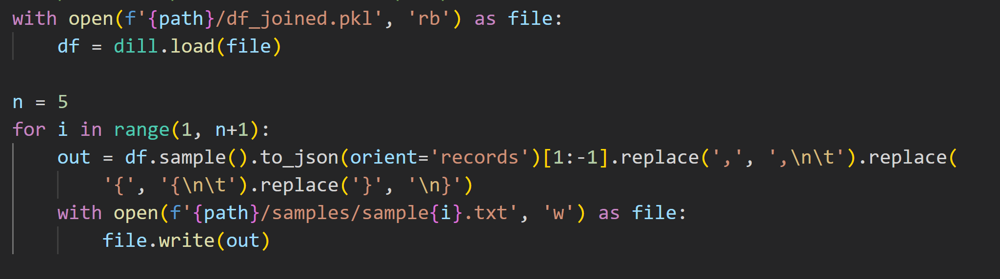 with open(f'{path}/df_joined.pkl', 'rb') as file:
    df = dill.load(file)

n = 5
for i in range(1, n+1):
    out = df.sample().to_json(orient='records')[1:-1].replace(',', ',\n\t').replace(
        '{', '{\n\t').replace('}', '\n}')
    with open(f'{path}/samples/sample{i}.txt', 'w') as file:
        file.write(out)